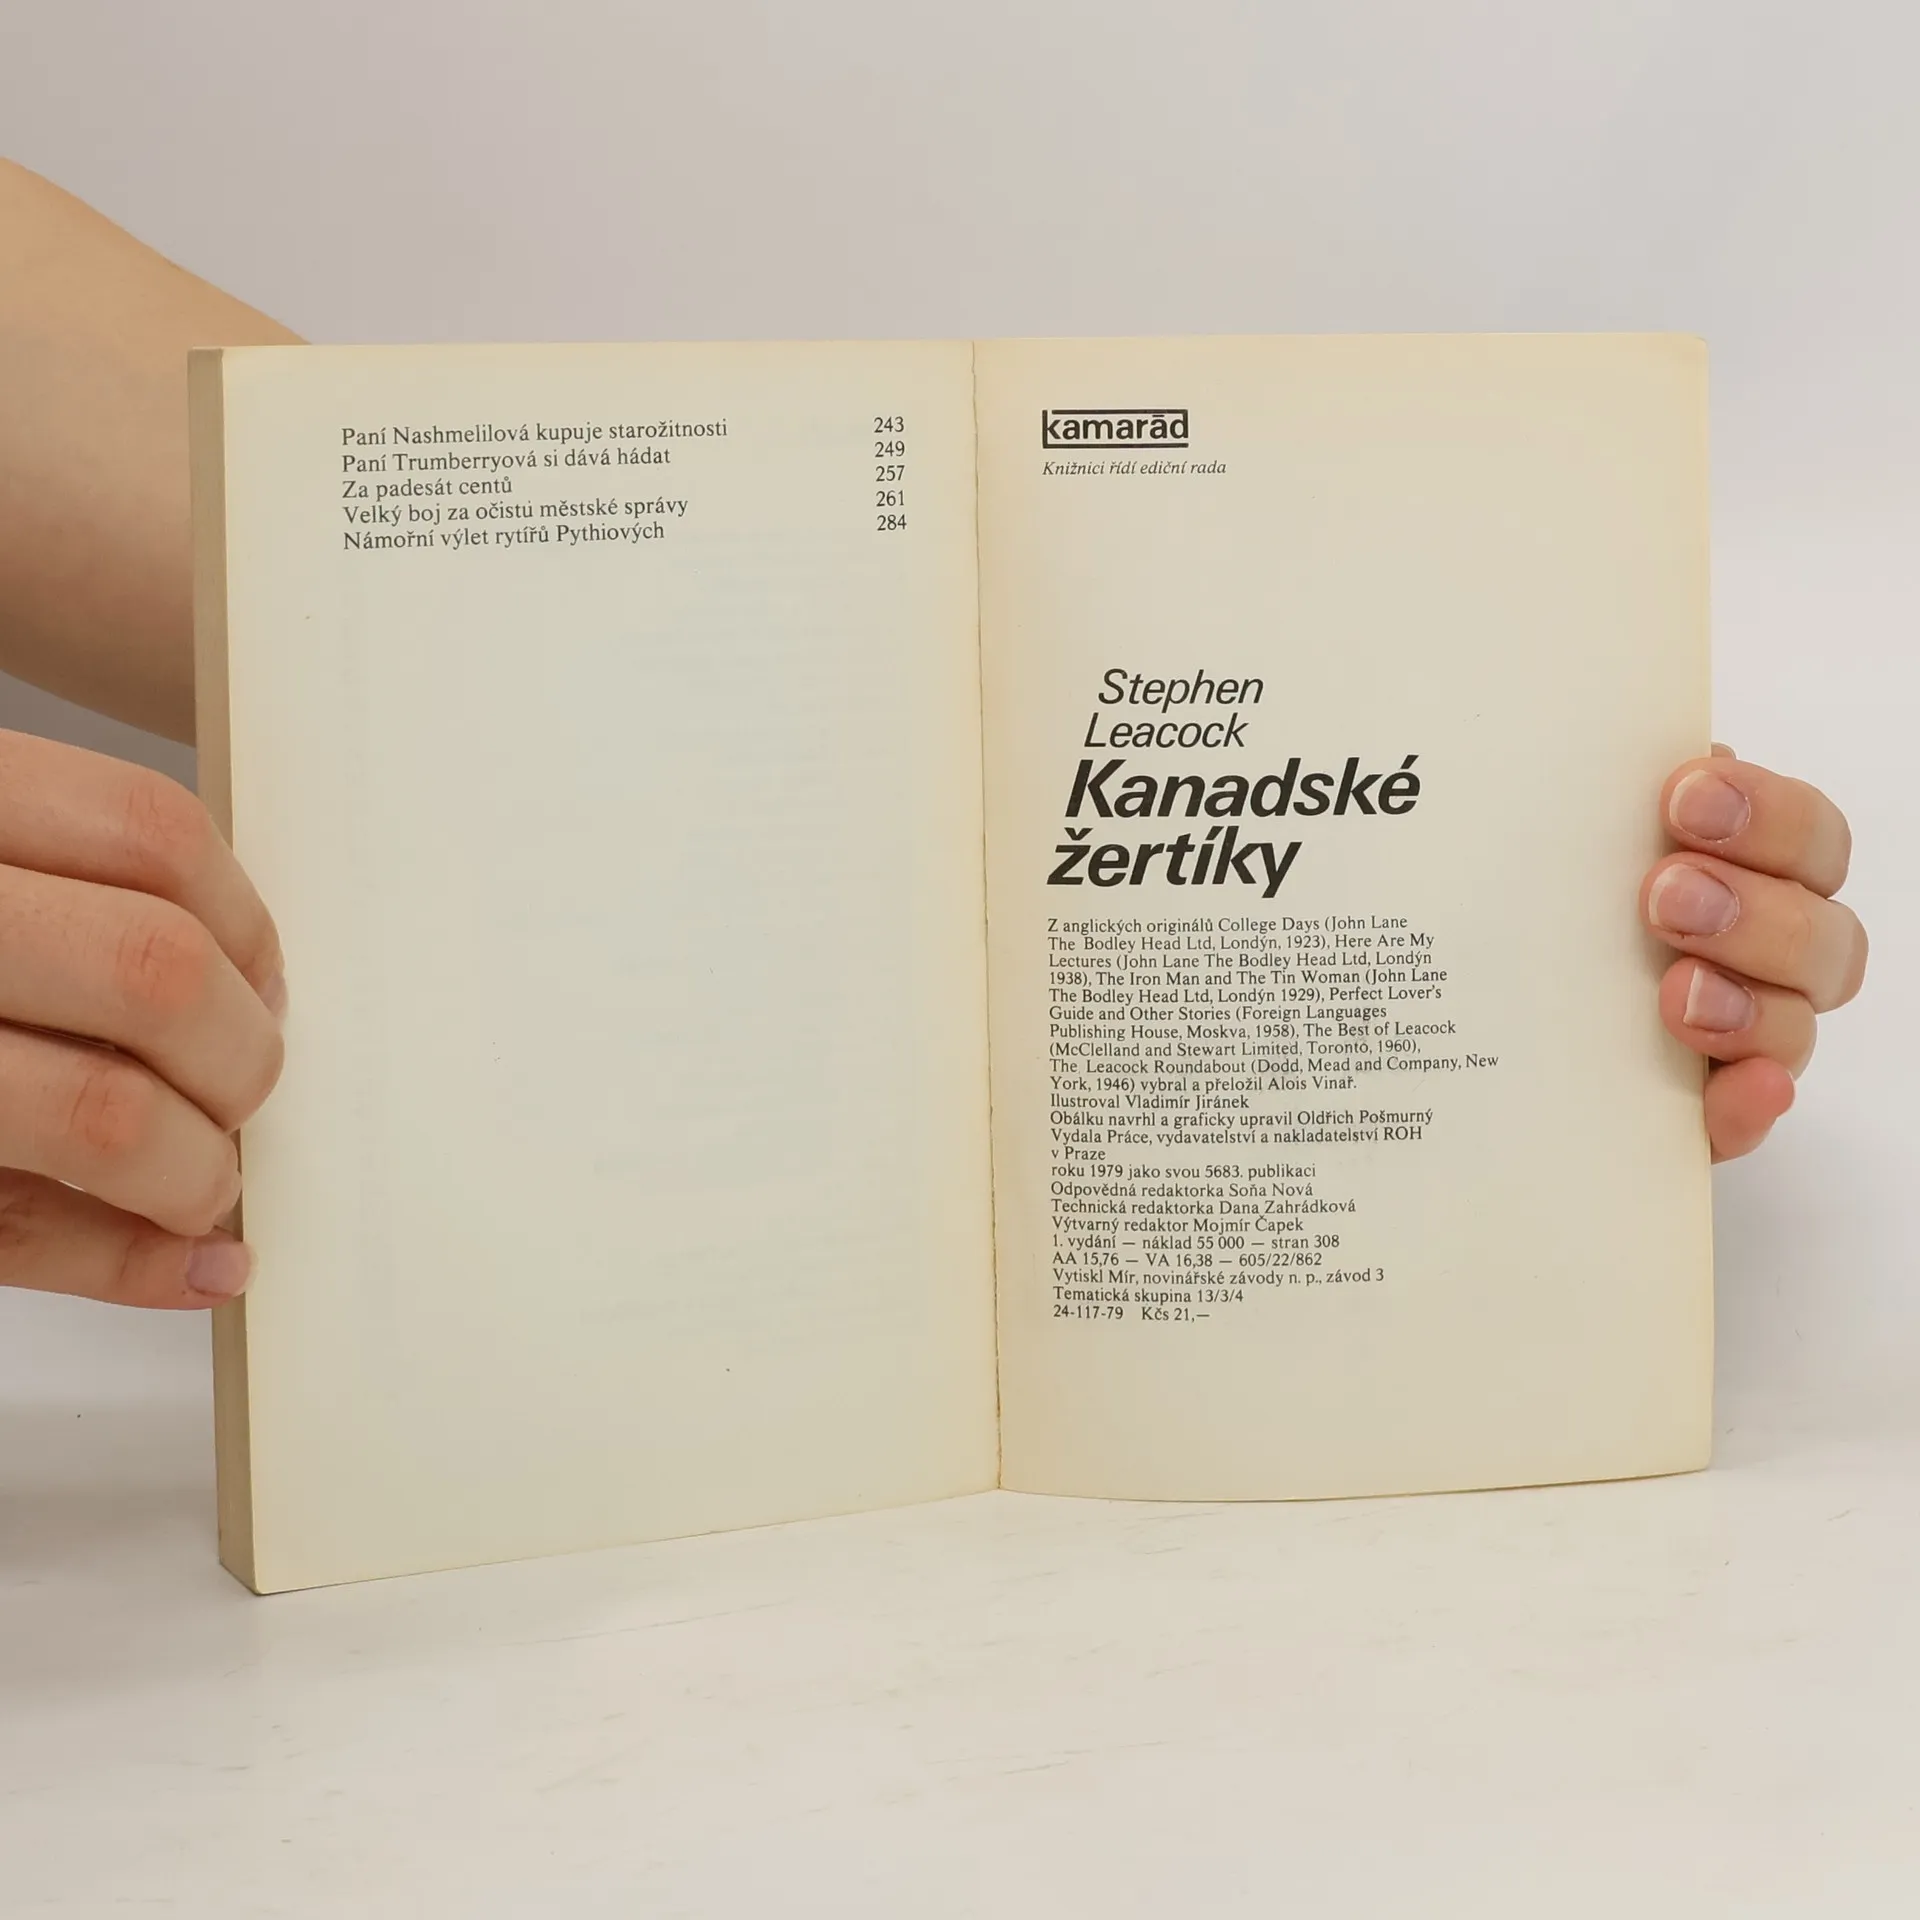 Paní Nashmelilová kupuje starožitnosti 243
Paní Trumberryová si dává hádat 249
Za padesát centů 257
Velký boj za očistu městské správy 261
Námořní výlet rytířů Pythiových 284
kamarād
Knižnici řídí ediční rada
Stephen
Leacock
Kanadské
žertíky
Z anglických originálů College Days (John Lane
The Bodley Head Ltd, Londýn, 1923), Here Are My
Lectures (John Lane The Bodley Head Ltd, Londýn
1938), The Iron Man and The Tin Woman (John Lane
The Bodley Head Ltd, Londýn 1929), Perfect Lover's
Guide and Other Stories (Foreign Languages
Publishing House, Moskva, 1958), The Best of Leacock
(McClelland and Stewart Limited, Toronto, 1960),
The Leacock Roundabout (Dodd, Mead and Company, New
York, 1946) vybral a přeložil Alois Vinař.
Ilustroval Vladimír Jiránek
Obálku navrhl a graficky upravil Oldřich Pošmurný
Vydala Práce, vydavatelství a nakladatelství ROH
v Praze
roku 1979 jako svou 5683. publikaci
Odpovědná redaktorka Soňa Nová
Technická redaktorka Dana Zahrádková
Výtvarný redaktor Mojmír Čapek
1. vydání — náklad 55 000 — stran 308
AA 15,76 — VA 16,38 — 605/22/862
Vytiskl Mír, novinářské závody n. p., závod 3
Tematická skupina 13/3/4
24-117-79 Kčs 21,—